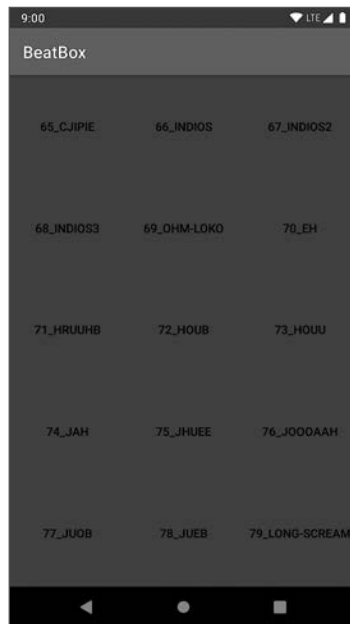 9:00 LTE
BeatBox
65_CJIPIE 66_INDIOS 67_INDIOS2
68_INDIOS3 69_OHM-LOKO 70_EH
71_HRUUHB 72_HOUB 73_HOUU
74_JAH 75_JHUEE 76_JOOOAAH
77_JUOB 78_JUEB 79_LONG-SCREAM